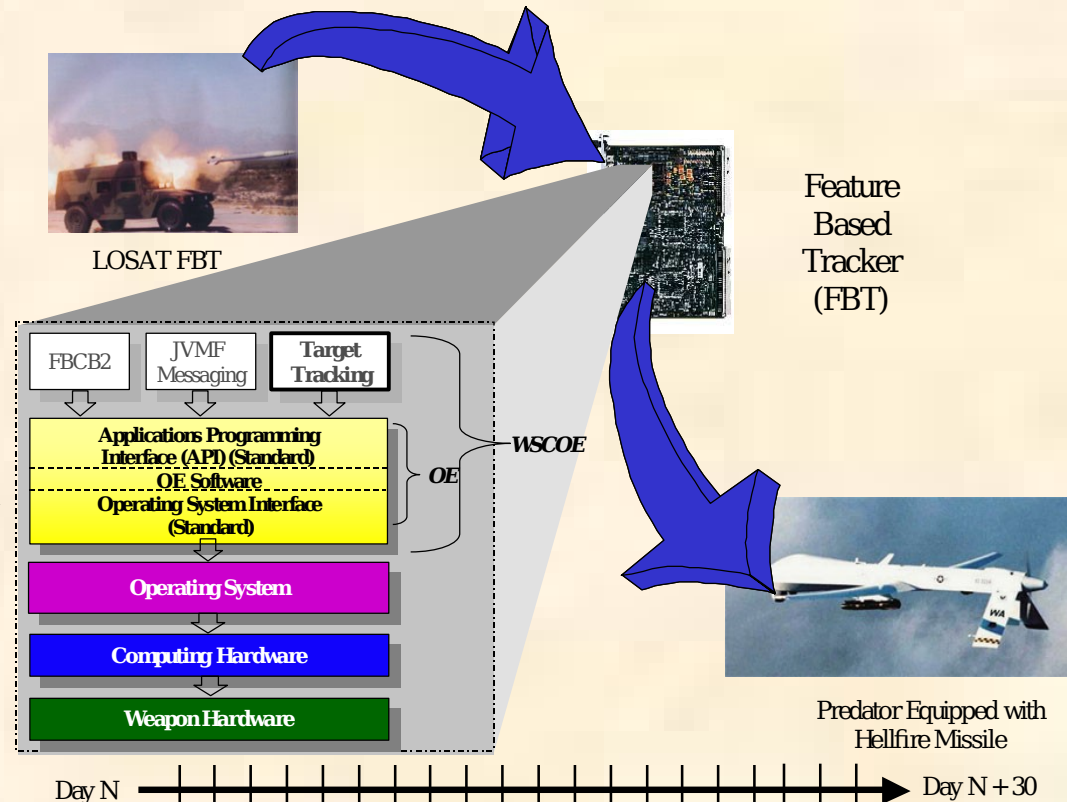 LOSAT FBT
Feature
Based
Tracker
(FBT)
FBCB2
JVMF
Messaging
Target
Tracking
Applications Programming
Interface (API) (Standard)
OE Software
Operating System Interface
(Standard)
OE
WSCOE
Operating System
Computing Hardware
Weapon Hardware
WA
Predator Equipped with
Hellfire Missile
Day N
Day N + 30